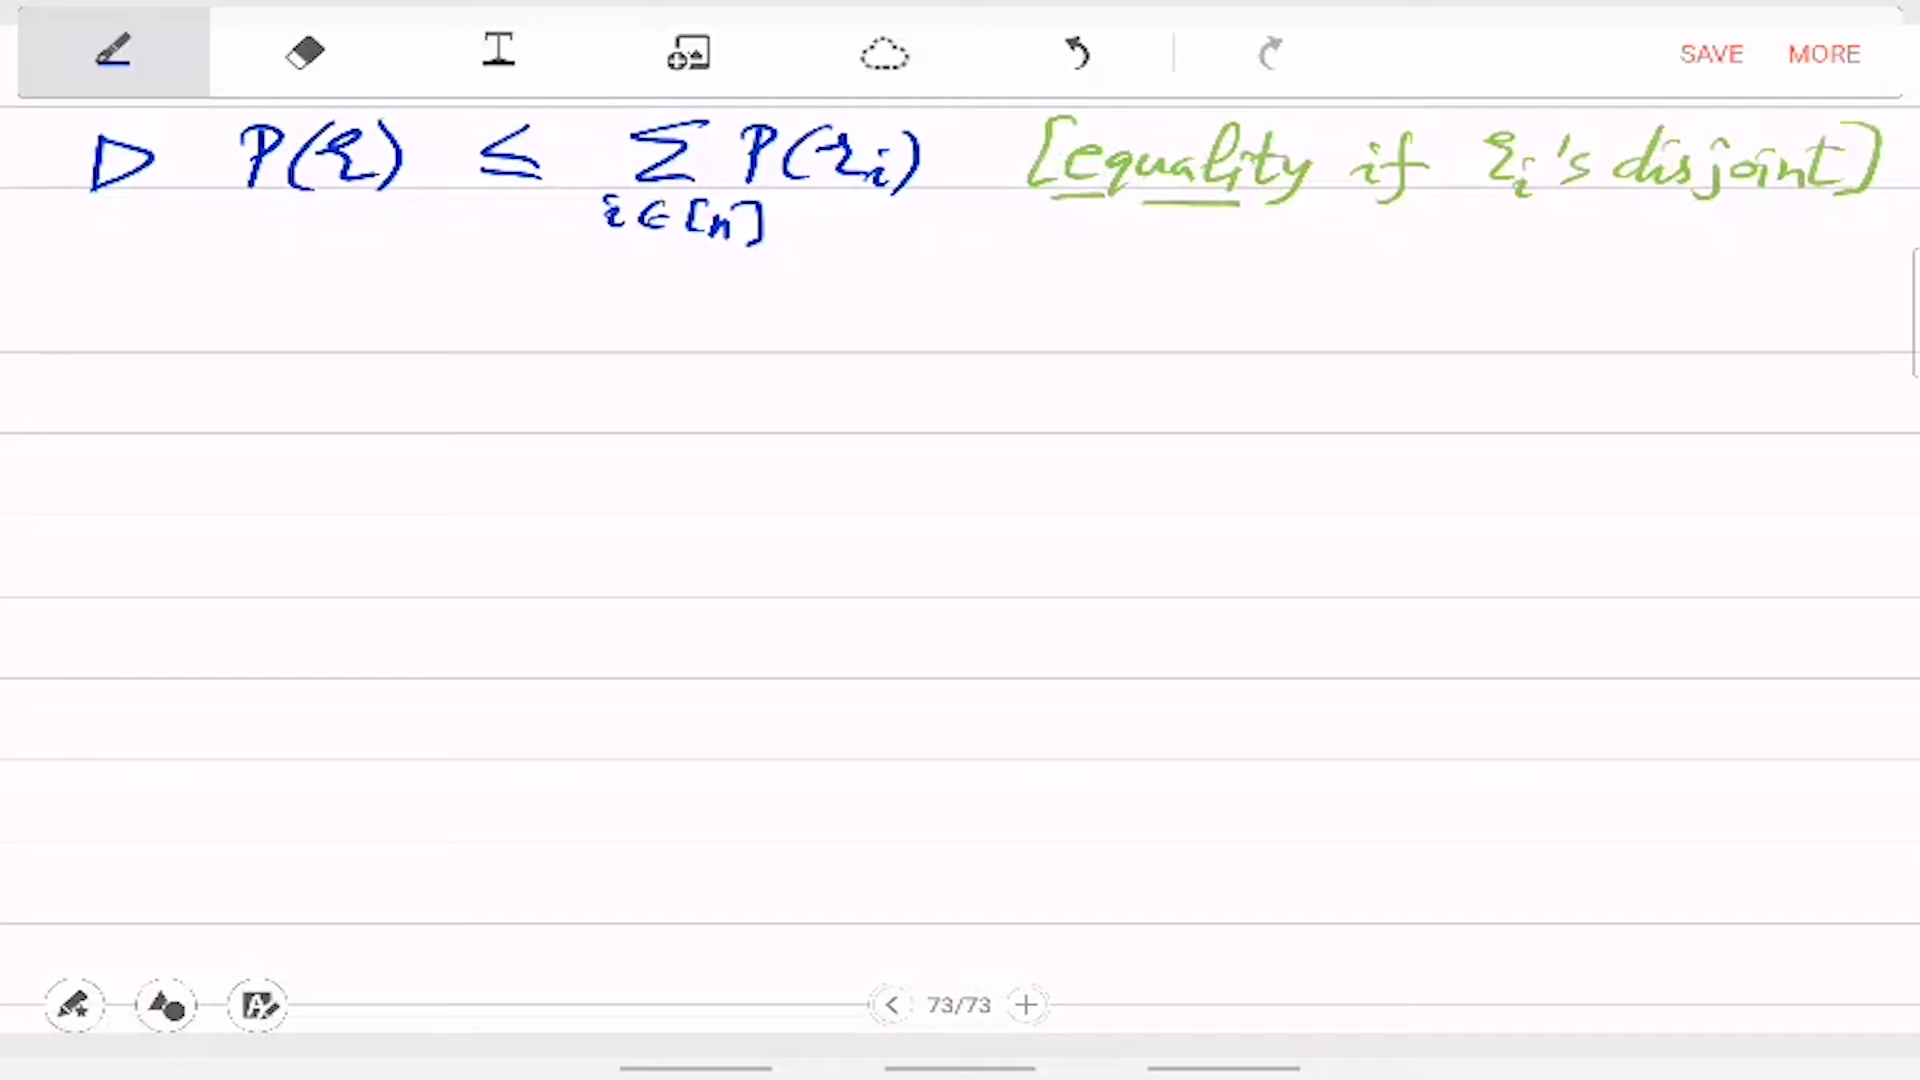 SAVE MORE
▷ P(ℰ) ≤ ∑ P(ℰᵢ) [equality if ℰᵢ's disjoint]
i ∈ [n]
73/73